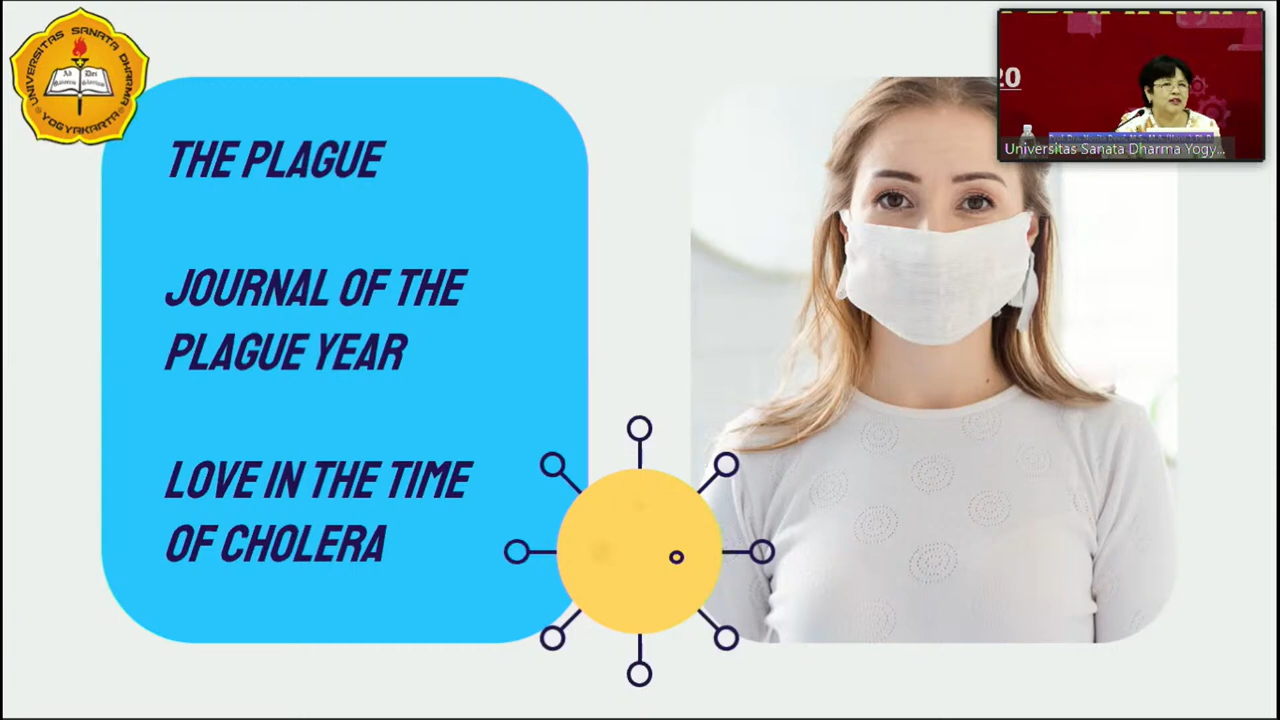 UNIVERSITAS SANATA DHARMA
YOGYAKARTA
THE PLAGUE
JOURNAL OF THE
PLAGUE YEAR
LOVE IN THE TIME
OF CHOLERA
20
Universitas Sanata Dharma Yogy...